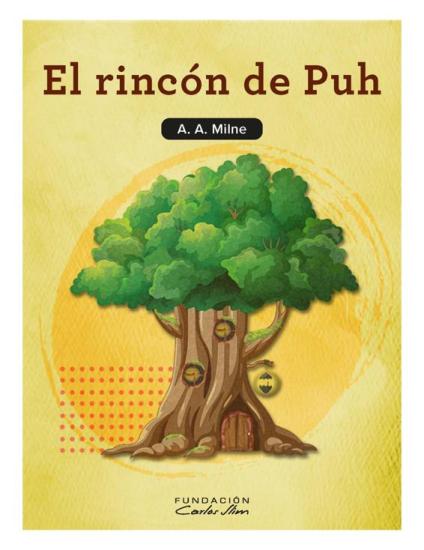 El rincón de Puh
A. A. Milne
FUNDACIÓN
Carlos Slim